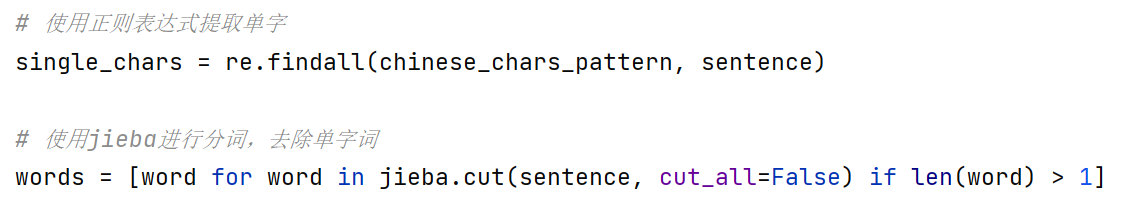 # 使用正则表达式提取单字
single_chars = re.findall(chinese_chars_pattern, sentence)
# 使用jieba进行分词，去除单字词
words = [word for word in jieba.cut(sentence, cut_all=False) if len(word) > 1]